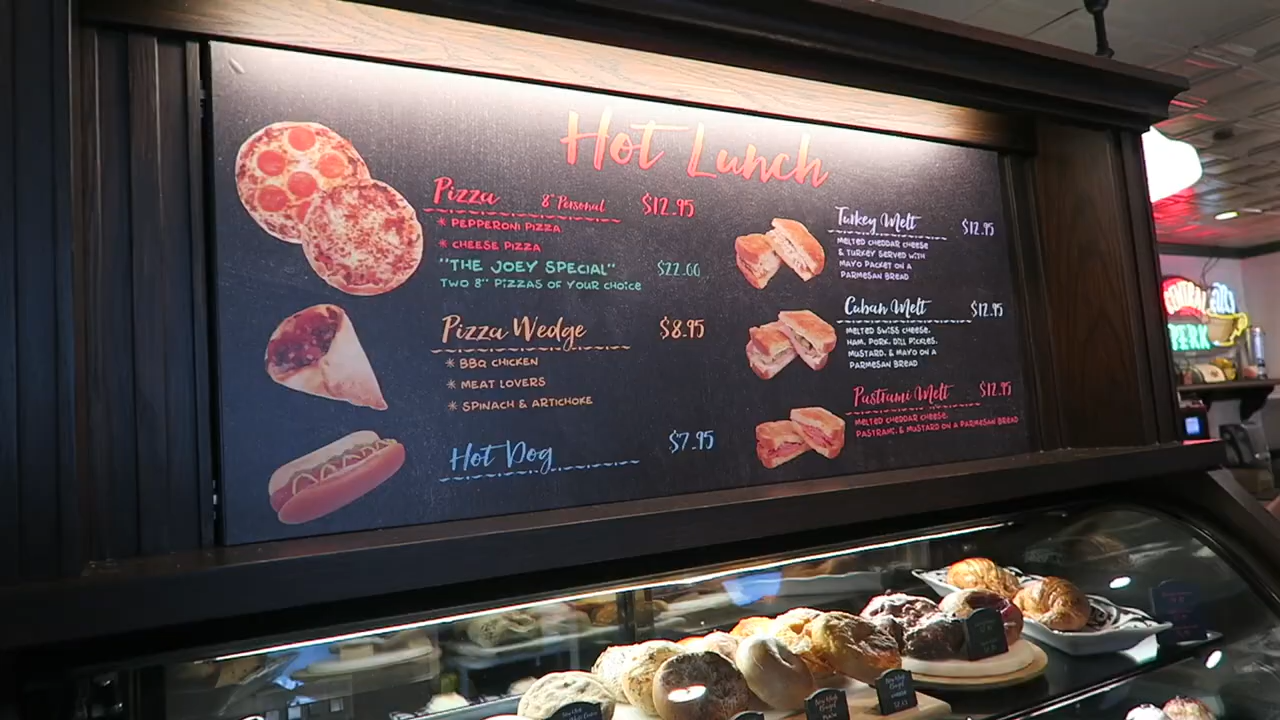 Hot Lunch
Pizza 8" Personal $12.95
* PEPPERONI PIZZA
* CHEESE PIZZA
"THE JOEY SPECIAL" $22.00
TWO 8" PIZZAS OF YOUR CHOICE
Pizza Wedge $8.95
* BBQ CHICKEN
* MEAT LOVERS
* SPINACH & ARTICHOKE
Hot Dog $7.95
Turkey Melt $12.95
MELTED CHEDDAR CHEESE
& TURKEY SERVED WITH
MAYO PACKET ON A
PARMESAN BREAD
Cuban Melt $12.95
MELTED SWISS CHEESE,
HAM, PORK, DILL PICKLES,
MUSTARD, & MAYO ON A
PARMESAN BREAD
Pastrami Melt $12.95
MELTED CHEDDAR CHEESE,
PASTRAMI, & MUSTARD ON A PARMESAN BREAD
CENTRAL
PERK